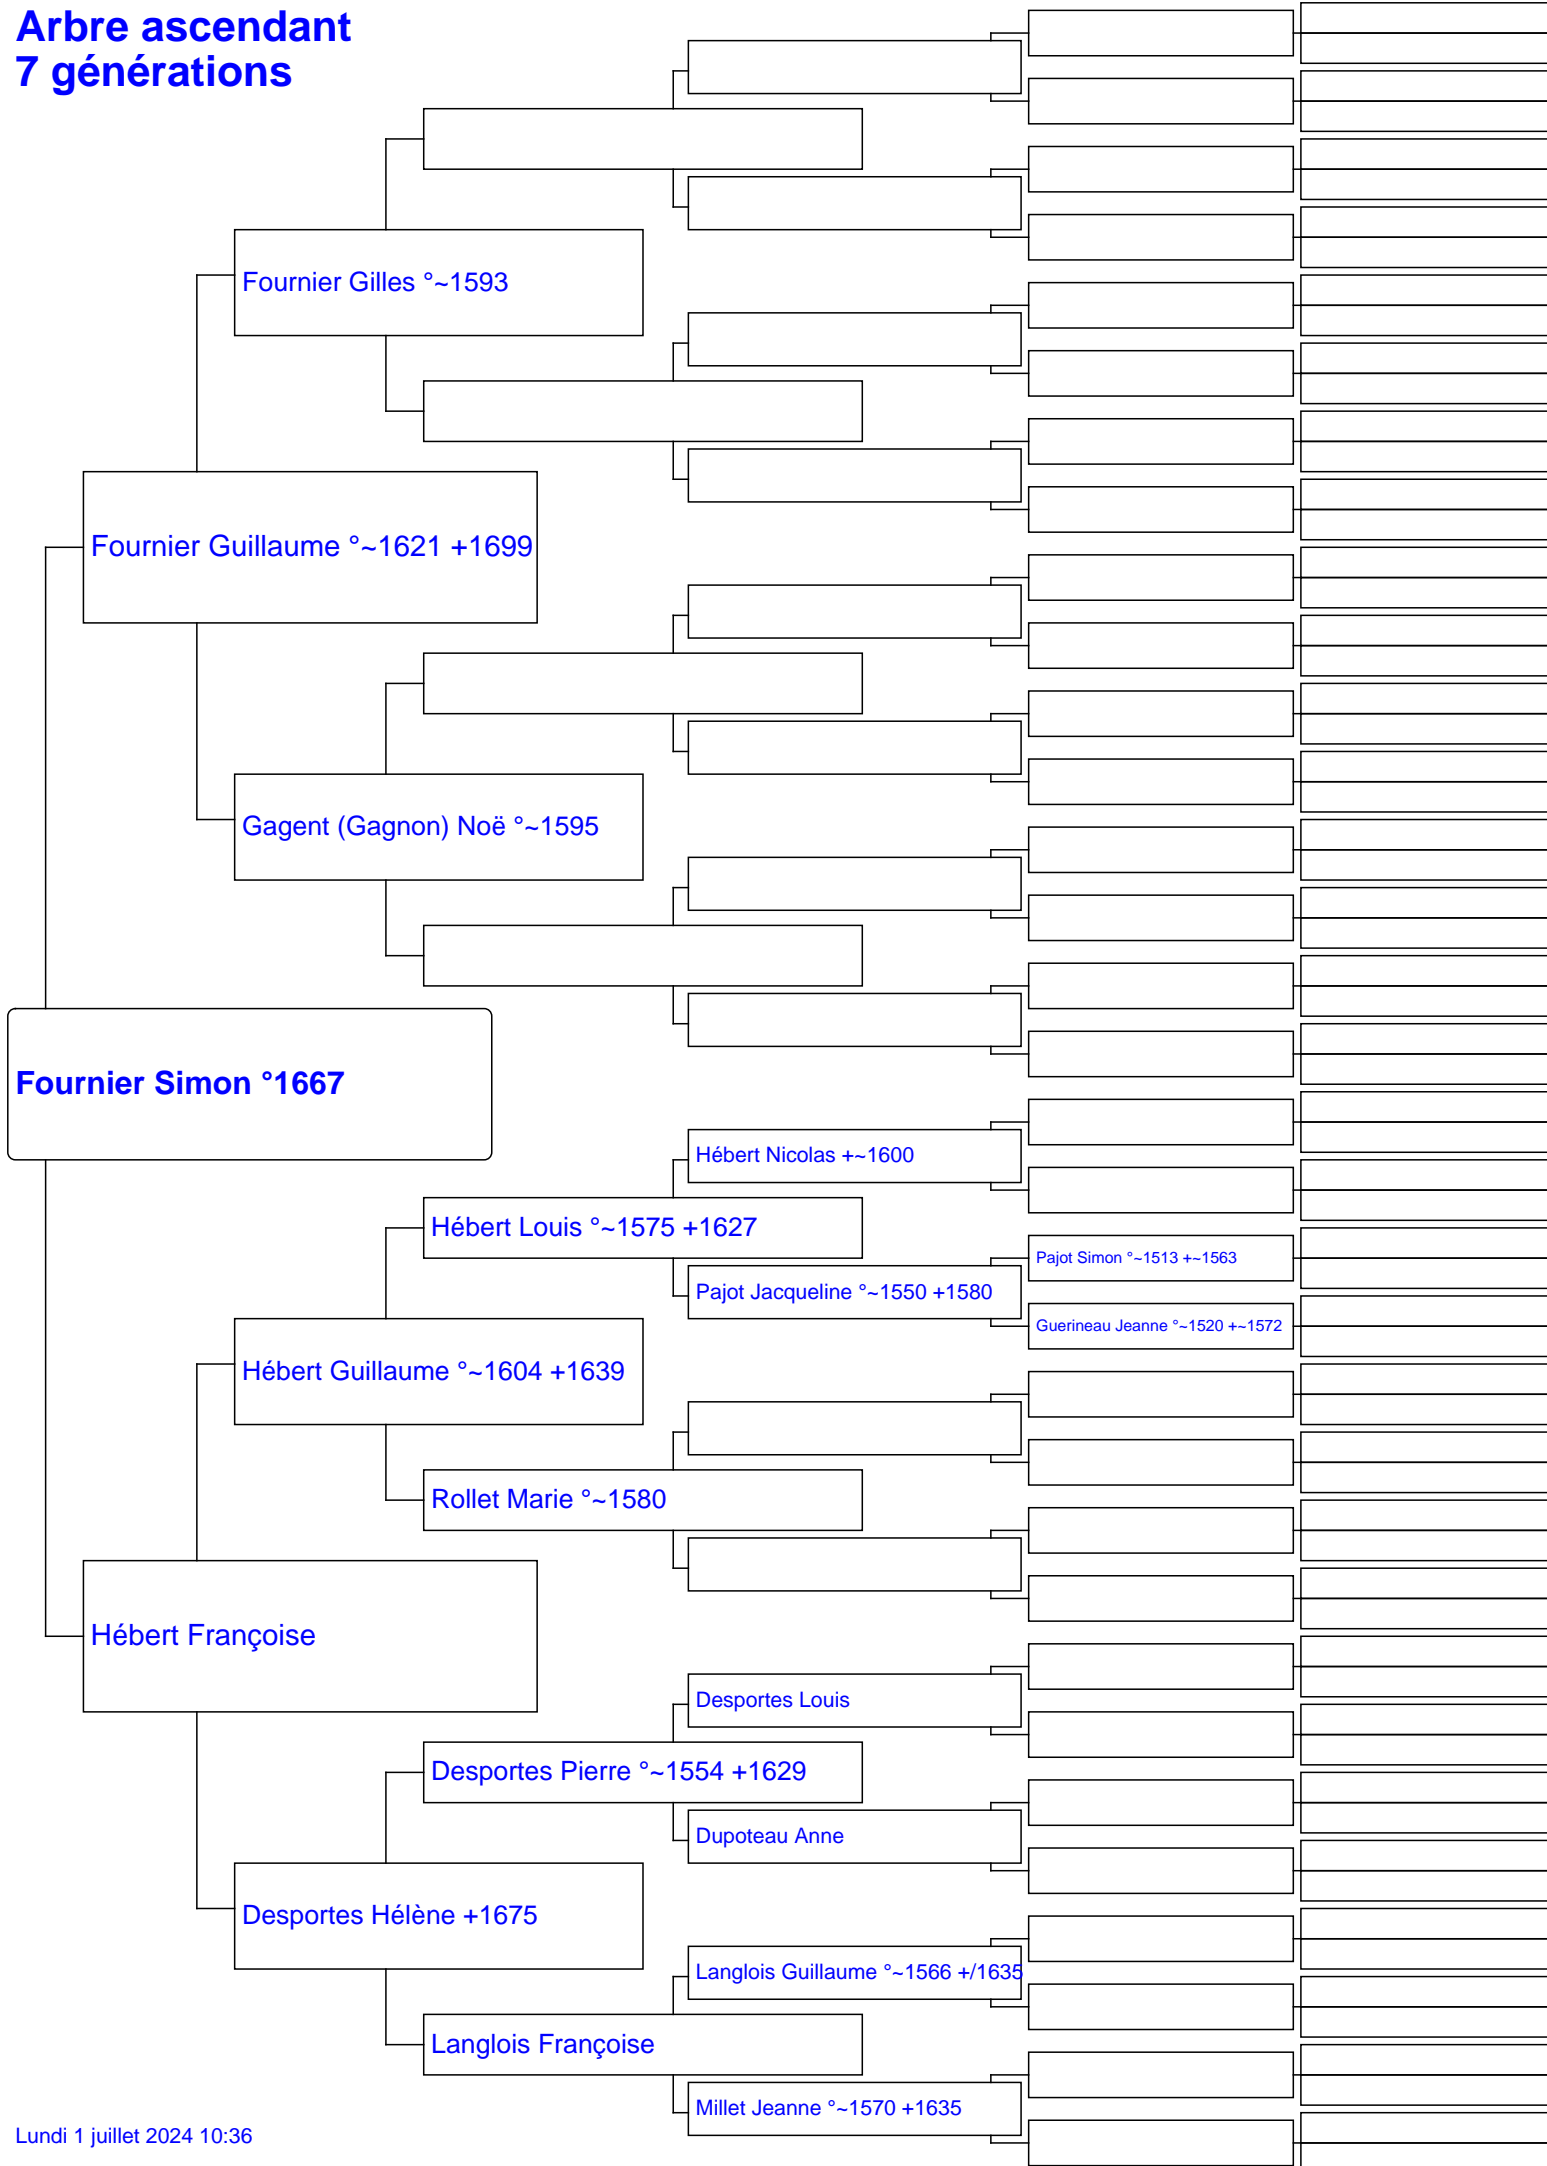 Arbre ascendant
7 générations
Fournier Gilles °~1593
Fournier Guillaume °~1621 +1699
Gagent (Gagnon) Noë °~1595
Fournier Simon °1667
Hébert Nicolas +~1600
Hébert Louis °~1575 +1627
Pajot Simon °~1513 +~1563
Pajot Jacqueline °~1550 +1580
Guerineau Jeanne °~1520 +~1572
Hébert Guillaume °~1604 +1639
Rollet Marie °~1580
Hébert Françoise
Desportes Louis
Desportes Pierre °~1554 +1629
Dupoteau Anne
Desportes Hélène +1675
Langlois Guillaume °~1566 +/1635
Langlois Françoise
Millet Jeanne °~1570 +1635
Lundi 1 juillet 2024 10:36